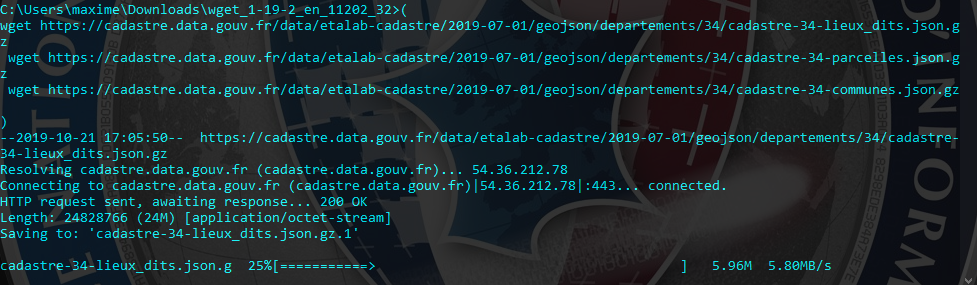 C:\Users\maxime\Downloads\wget_1-19-2_en_11202_32>(
wget https://cadastre.data.gouv.fr/data/etalab-cadastre/2019-07-01/geojson/departements/34/cadastre-34-lieux_dits.json.g
z
 wget https://cadastre.data.gouv.fr/data/etalab-cadastre/2019-07-01/geojson/departements/34/cadastre-34-parcelles.json.g
z
 wget https://cadastre.data.gouv.fr/data/etalab-cadastre/2019-07-01/geojson/departements/34/cadastre-34-communes.json.gz
)
--2019-10-21 17:05:50--  https://cadastre.data.gouv.fr/data/etalab-cadastre/2019-07-01/geojson/departements/34/cadastre-
34-lieux_dits.json.gz
Resolving cadastre.data.gouv.fr (cadastre.data.gouv.fr)... 54.36.212.78
Connecting to cadastre.data.gouv.fr (cadastre.data.gouv.fr)|54.36.212.78|:443... connected.
HTTP request sent, awaiting response... 200 OK
Length: 24828766 (24M) [application/octet-stream]
Saving to: 'cadastre-34-lieux_dits.json.gz.1'
cadastre-34-lieux_dits.json.g  25%[===========>                                        ]   5.96M  5.80MB/s